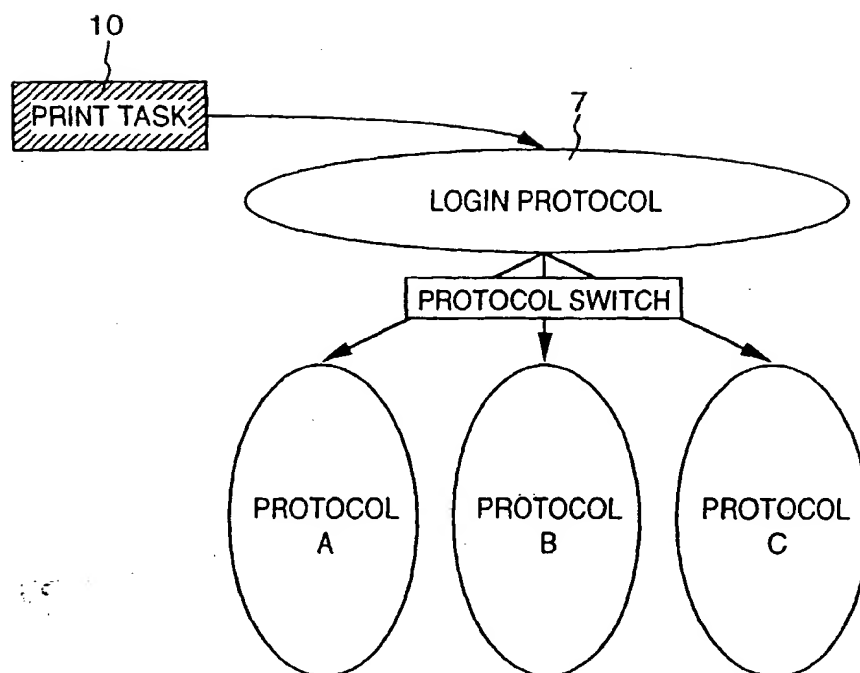 10
PRINT TASK
7
LOGIN PROTOCOL
PROTOCOL SWITCH
PROTOCOL
A
PROTOCOL
B
PROTOCOL
C